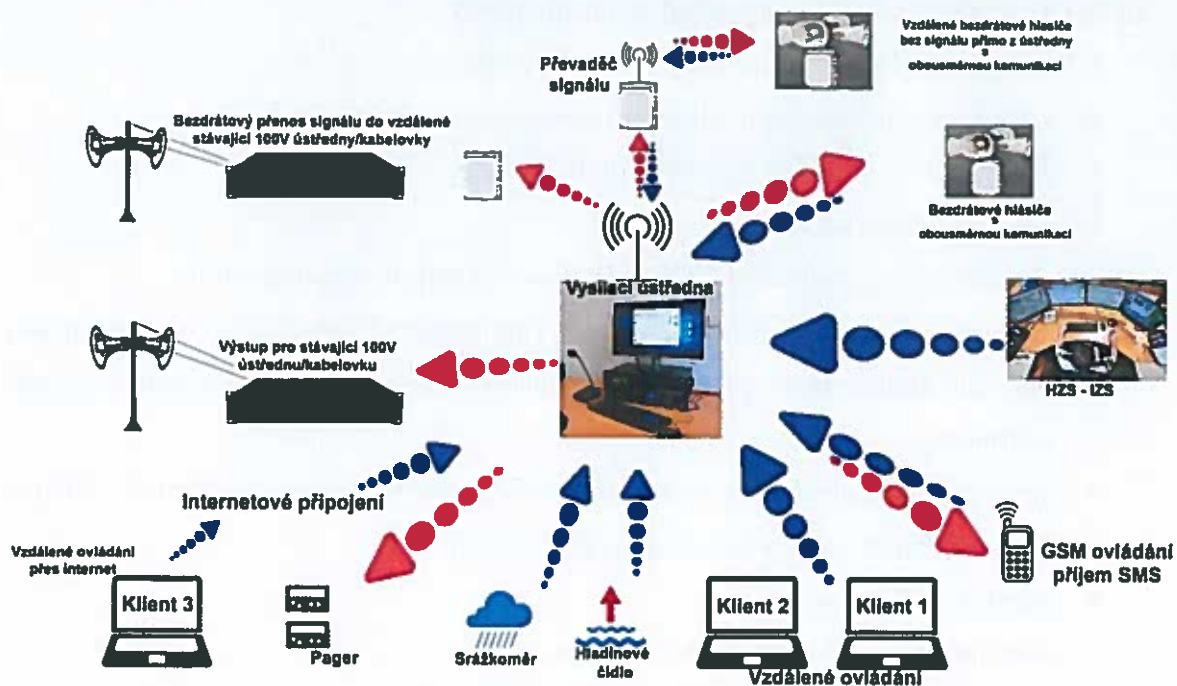 Převaděč
signálu
Vzdálené bezdrátové hlásiče
bez signálu přímo z ústředny
s
obousměrnou komunikací
Bezdrátový přenos signálu do vzdálené
stávající 100V ústředny/kabelovky
Bezdrátové hlásiče
s
obousměrnou komunikací
Vysílací ústředna
Výstup pro stávající 100V
ústřednu/kabelovku
HZS - IZS
Internetové připojení
Vzdálené ovládání
přes internet
GSM ovládání
příjem SMS
Klient 3
Klient 2
Klient 1
Pager
Srážkoměr
Hladinové
čidlo
Vzdálené ovládání